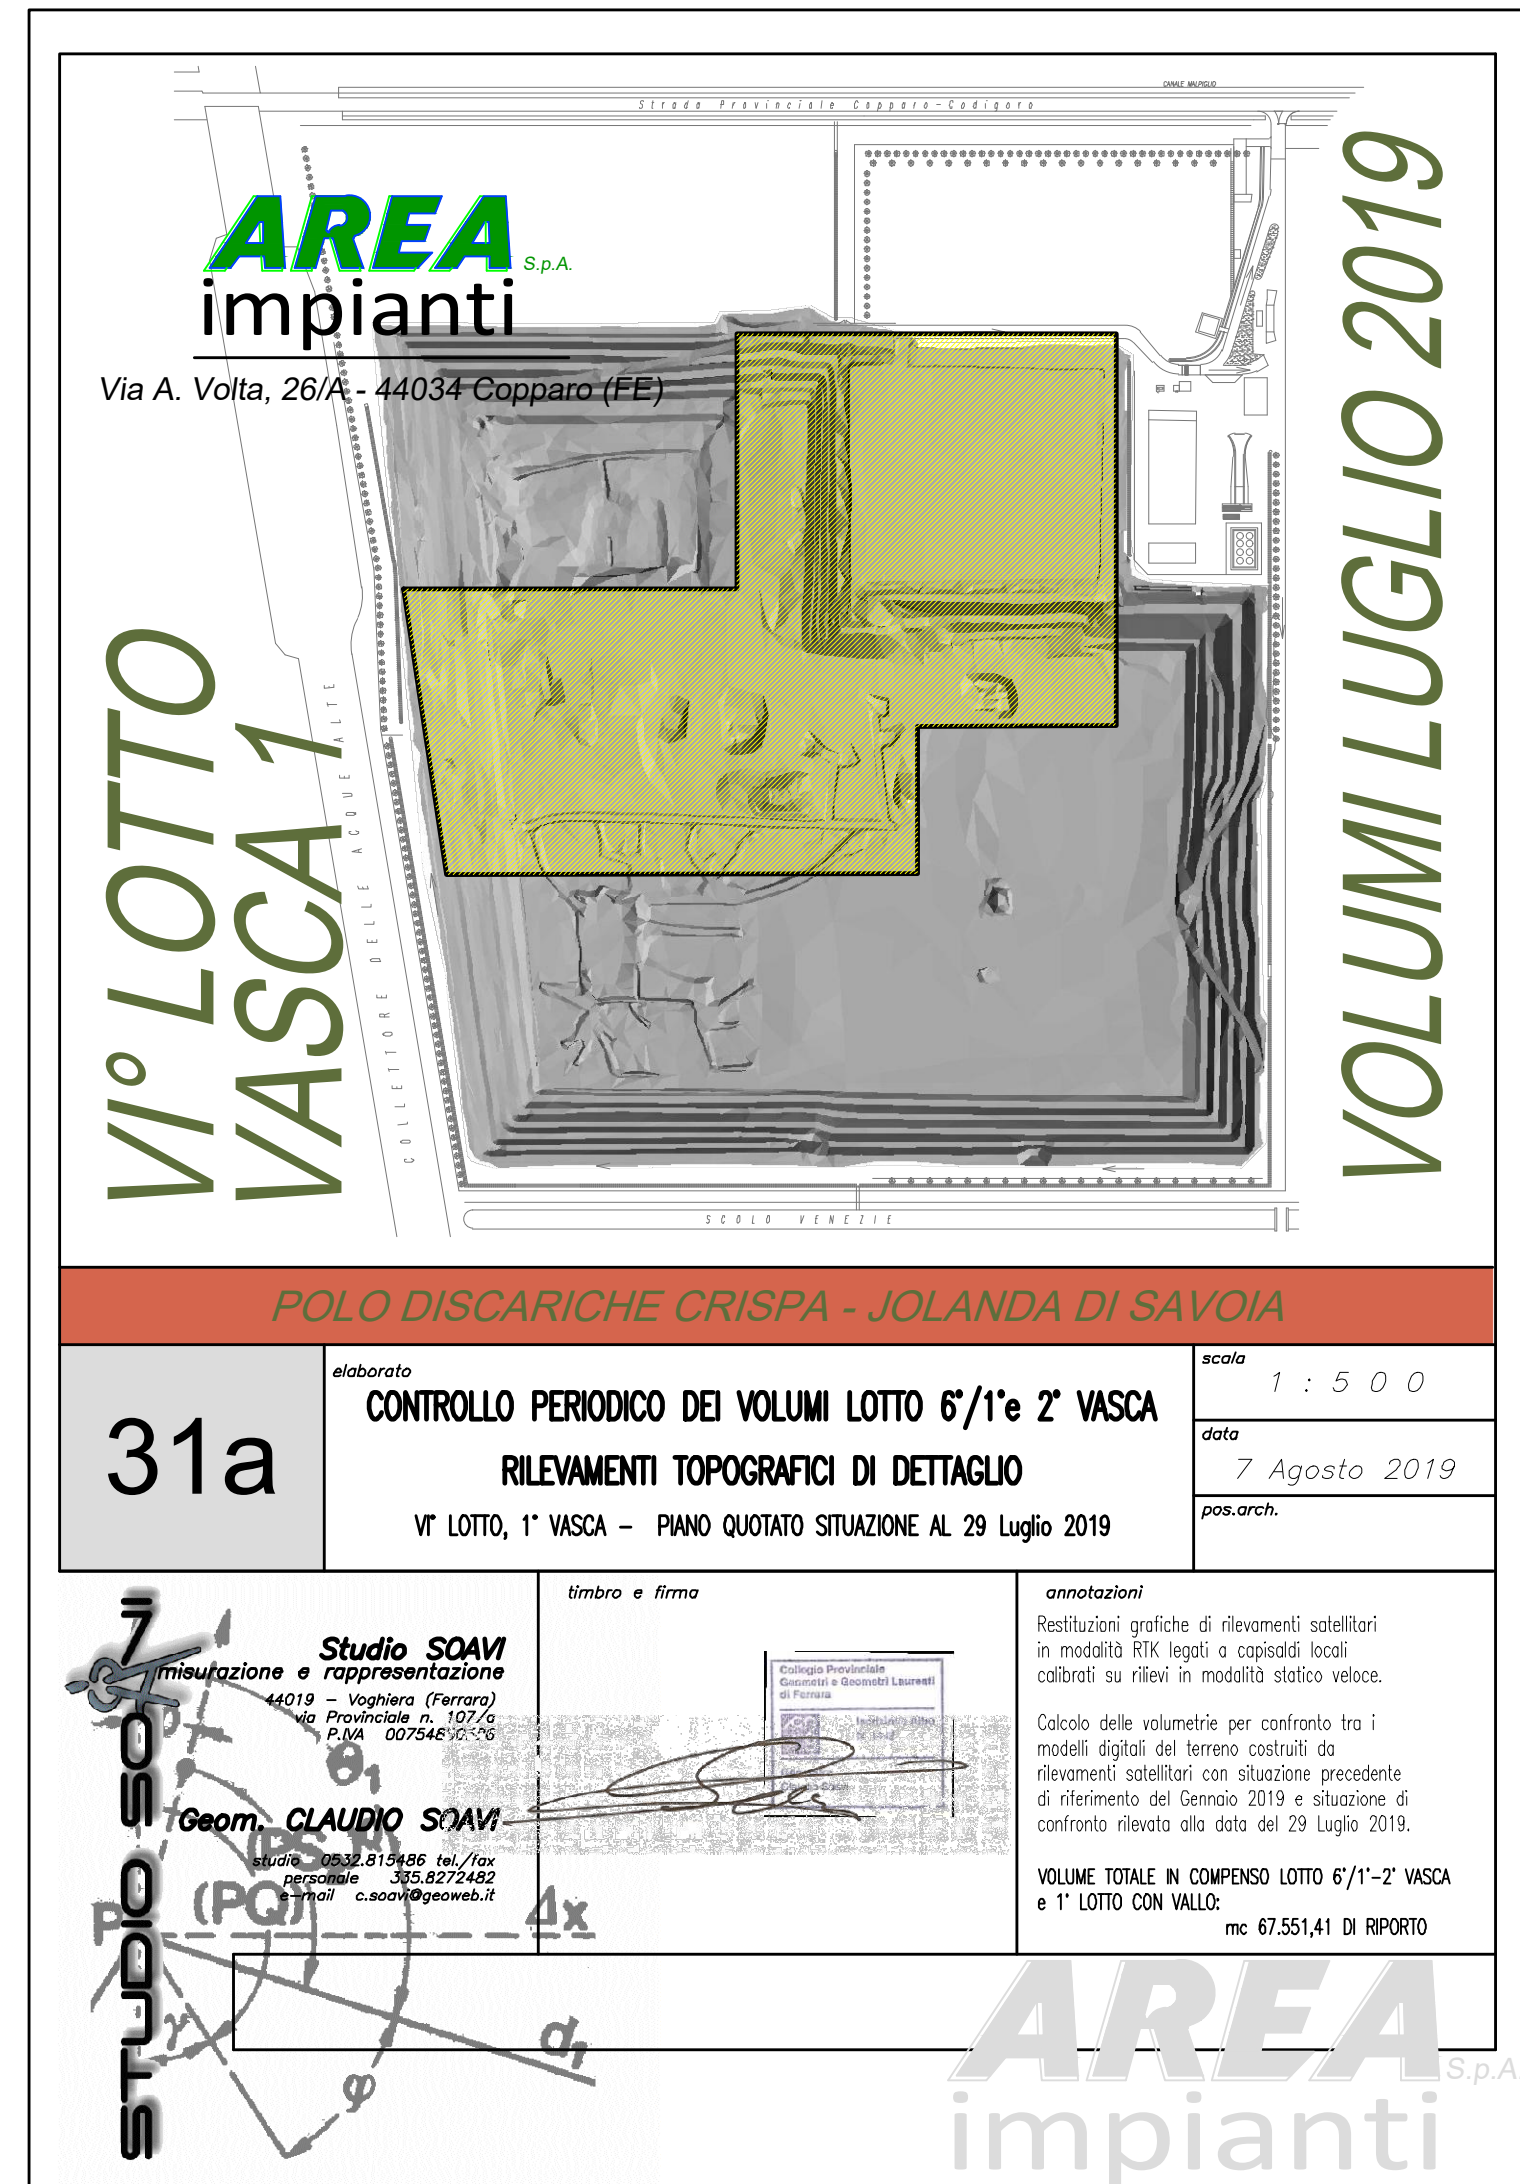 CANALE MALPIGLIO
Strada Provinciale Copparo-Codigoro
AREA S.p.A.
impianti
Via A. Volta, 26/A - 44034 Copparo (FE)
VI° LOTTO
VASCA 1
VOLUMI LUGLIO 2019
COLLETTORE DELLE ACQUE ALTE
SCOLO VENEZIE
POLO DISCARICHE CRISPA - JOLANDA DI SAVOIA
31a
elaborato
CONTROLLO PERIODICO DEI VOLUMI LOTTO 6°/1°e 2° VASCA
RILEVAMENTI TOPOGRAFICI DI DETTAGLIO
VI° LOTTO, 1° VASCA – PIANO QUOTATO SITUAZIONE AL 29 Luglio 2019
scala
1 : 5 0 0
data
7 Agosto 2019
pos.arch.
STUDIO SOAVI
Studio SOAVI
misurazione e rappresentazione
44019 – Voghiera (Ferrara)
via Provinciale n. 107/a
P.IVA
Geom. CLAUDIO SOAVI
studio 0532.815486 tel./fax
personale 335.8272482
e-mail c.soavi@geoweb.it
θ1
(PS)
(PQ)
P
Δx
γ
d1
φ
timbro e firma
Collegio Provinciale
Geometri e Geometri Laureati
di Ferrara
annotazioni
Restituzioni grafiche di rilevamenti satellitari
in modalità RTK legati a capisaldi locali
calibrati su rilievi in modalità statico veloce.
Calcolo delle volumetrie per confronto tra i
modelli digitali del terreno costruiti da
rilevamenti satellitari con situazione precedente
di riferimento del Gennaio 2019 e situazione di
confronto rilevata alla data del 29 Luglio 2019.
VOLUME TOTALE IN COMPENSO LOTTO 6°/1°-2° VASCA
e 1° LOTTO CON VALLO:
mc 67.551,41 DI RIPORTO
AREA S.p.A.
impianti